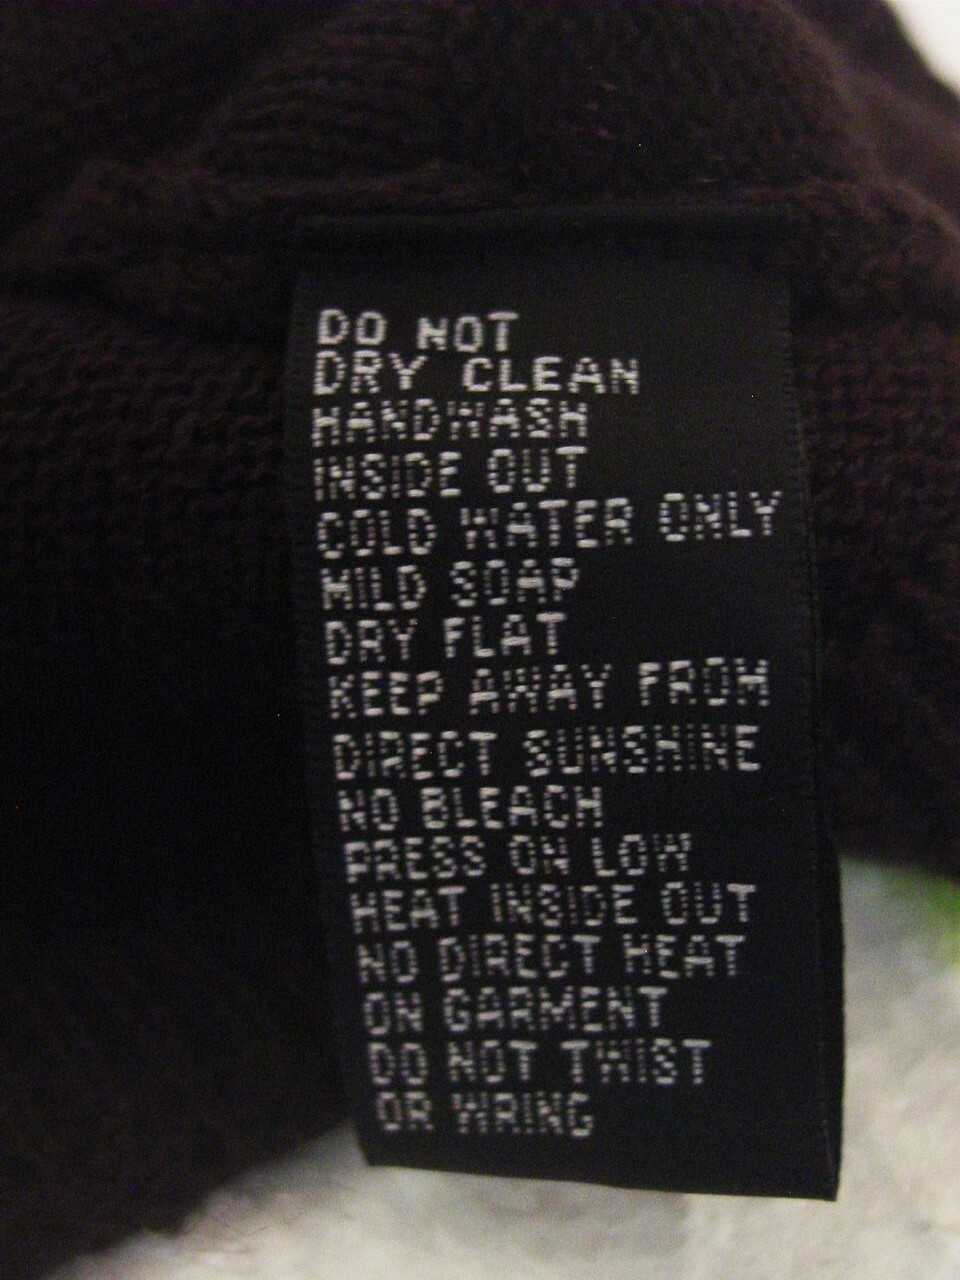 DO NOT
DRY CLEAN
HANDWASH
INSIDE OUT
COLD WATER ONLY
MILD SOAP
DRY FLAT
KEEP AWAY FROM
DIRECT SUNSHINE
NO BLEACH
PRESS ON LOW
HEAT INSIDE OUT
NO DIRECT HEAT
ON GARMENT
DO NOT TWIST
OR WRING